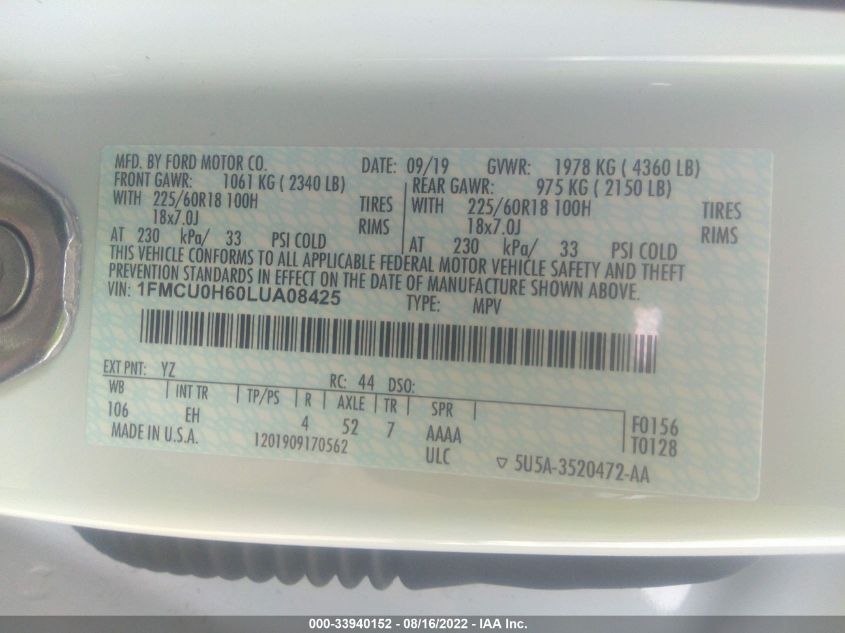 MFD. BY FORD MOTOR CO. DATE: 09/19 GVWR: 1978 KG ( 4360 LB)
FRONT GAWR: 1061 KG ( 2340 LB) REAR GAWR: 975 KG ( 2150 LB)
WITH 225/60R18 100H TIRES WITH 225/60R18 100H TIRES
18x7.0J RIMS 18x7.0J RIMS
AT 230 kPa/ 33 PSI COLD AT 230 kPa/ 33 PSI COLD
THIS VEHICLE CONFORMS TO ALL APPLICABLE FEDERAL MOTOR VEHICLE SAFETY AND THEFT
PREVENTION STANDARDS IN EFFECT ON THE DATE OF MANUFACTURE SHOWN ABOVE.
VIN: 1FMCU0H60LUA08425 TYPE: MPV
EXT PNT: YZ RC: 44 DSO:
WB INT TR TP/PS R AXLE TR SPR
106 EH 4 52 7 AAAA F0156
MADE IN U.S.A. 1201909170562 ULC T0128
▽ 5U5A-3520472-AA
000-33940152 - 08/16/2022 - IAA Inc.